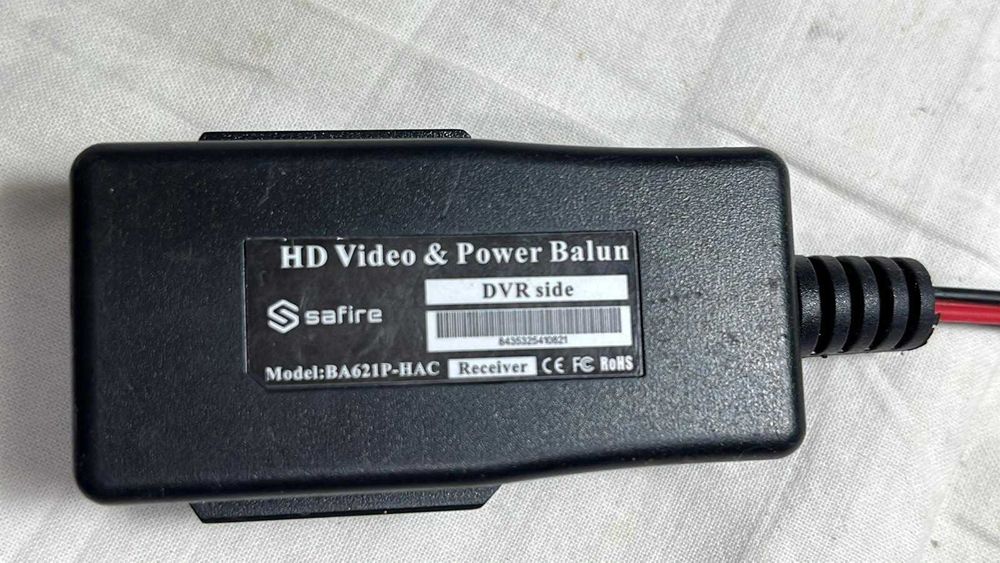 HD Video & Power Balun
DVR side
safire
8435325410821
Model:BA621P-HAC Receiver CE FC RoHS